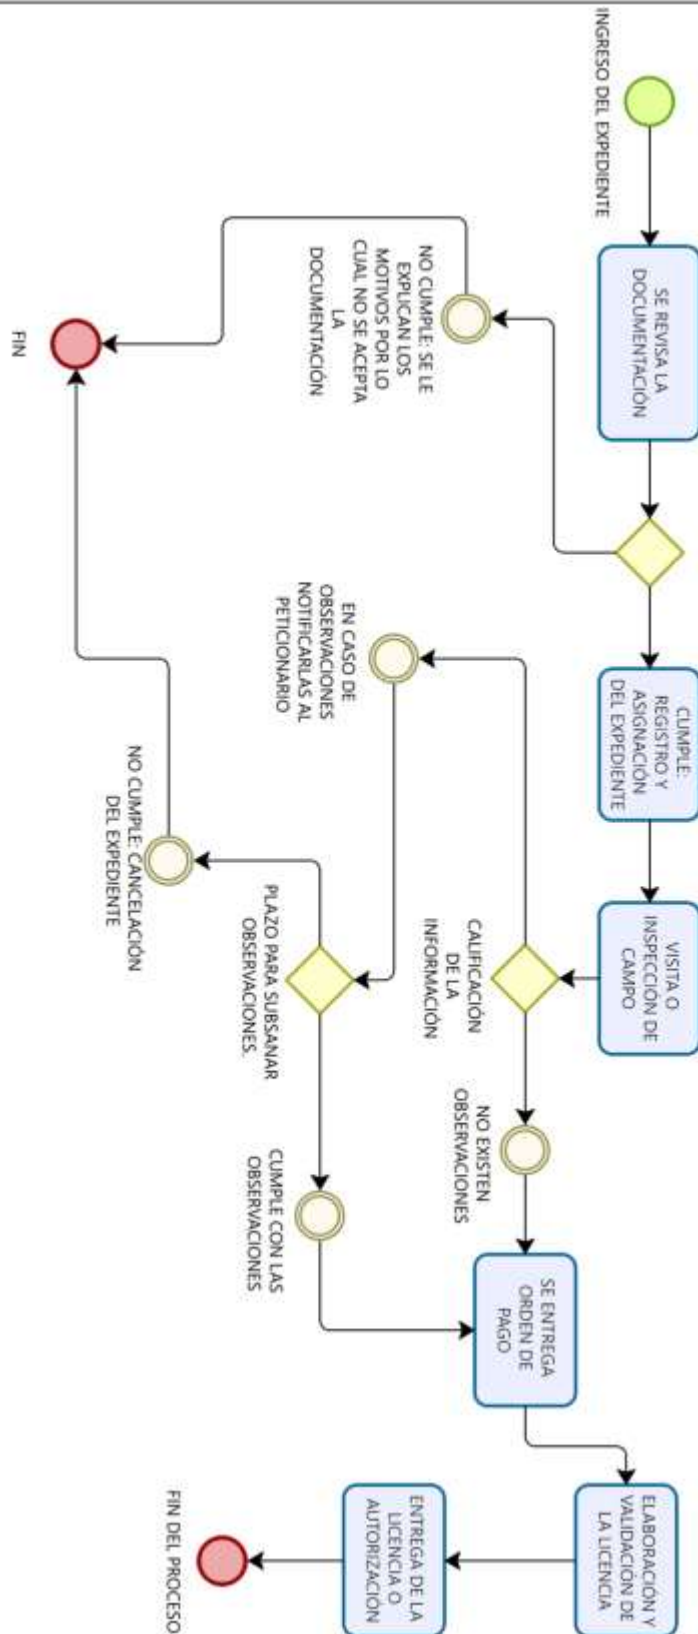 INGRESO DEL EXPEDIENTE
SE REVISA LA
DOCUMENTACIÓN
NO CUMPLE: SE LE
EXPLICAN LOS
MOTIVOS POR LO
CUAL NO SE ACEPTA
LA
DOCUMENTACIÓN
FIN
CUMPLE:
REGISTRO Y
ASIGNACIÓN
DEL EXPEDIENTE
VISITA O
INSPECCIÓN DE
CAMPO
CALIFICACIÓN
DE LA
INFORMACIÓN
EN CASO DE
OBSERVACIONES
NOTIFICARLAS AL
PETICIONARIO
PLAZO PARA SUBSANAR
OBSERVACIONES.
NO CUMPLE: CANCELACIÓN
DEL EXPEDIENTE
NO EXISTEN
OBSERVACIONES
CUMPLE CON LAS
OBSERVACIONES
SE ENTREGA
ORDEN DE
PAGO
ELABORACIÓN Y
VALIDACIÓN DE
LA LICENCIA
ENTREGA DE LA
LICENCIA O
AUTORIZACIÓN
FIN DEL PROCESO